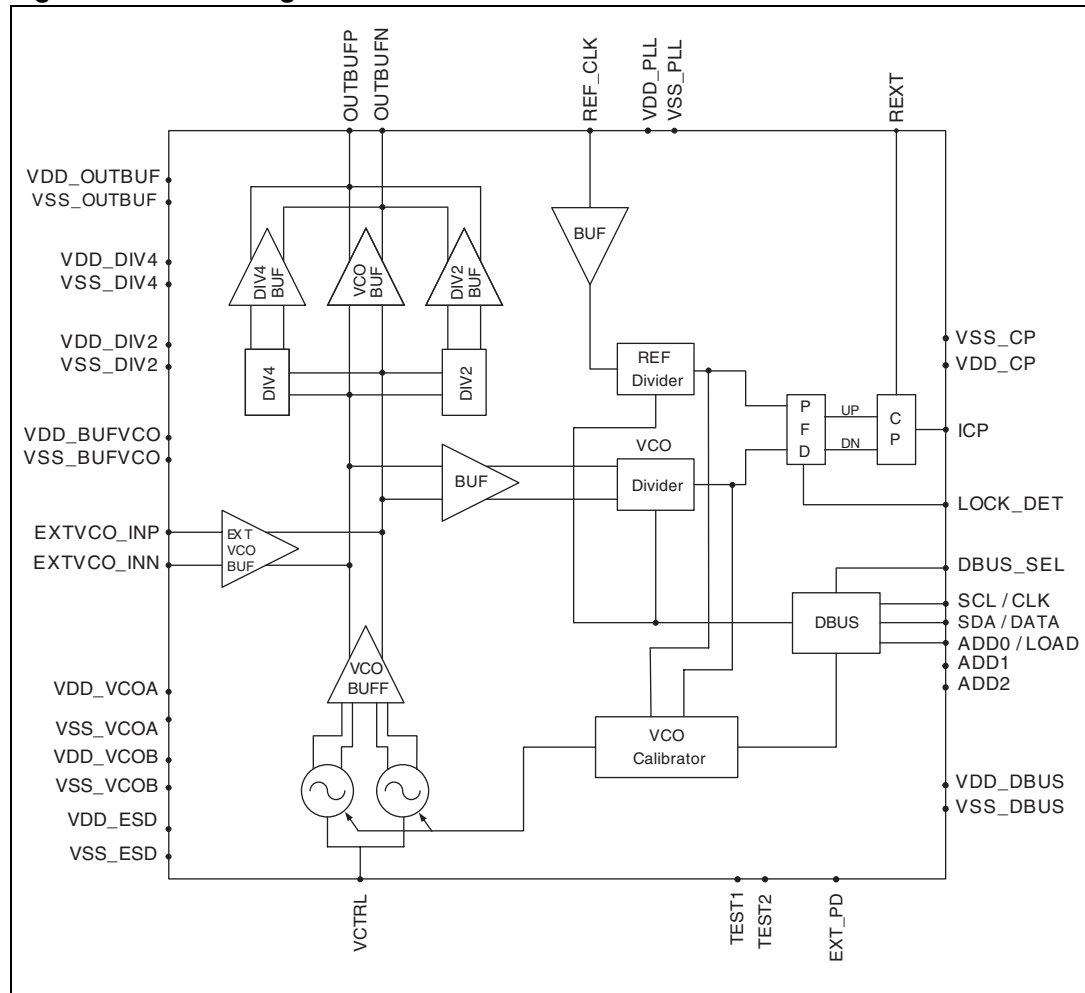 OUTBUFP
OUTBUFN
REF_CLK
VDD_PLL
VSS_PLL
REXT
VDD_OUTBUF
VSS_OUTBUF
VDD_DIV4
VSS_DIV4
VDD_DIV2
VSS_DIV2
VDD_BUFVCO
VSS_BUFVCO
EXTVCO_INP
EXTVCO_INN
VDD_VCOA
VSS_VCOA
VDD_VCOB
VSS_VCOB
VDD_ESD
VSS_ESD
DIV4
BUF
VCO
BUF
DIV2
BUF
DIV4
DIV2
BUF
REF
Divider
VCO
Divider
BUF
EXT
VCO
BUF
VCO
BUFF
PFD
UP
DN
CP
DBUS
VCO
Calibrator
VSS_CP
VDD_CP
ICP
LOCK_DET
DBUS_SEL
SCL / CLK
SDA / DATA
ADD0 / LOAD
ADD1
ADD2
VDD_DBUS
VSS_DBUS
VCTRL
TEST1
TEST2
EXT_PD